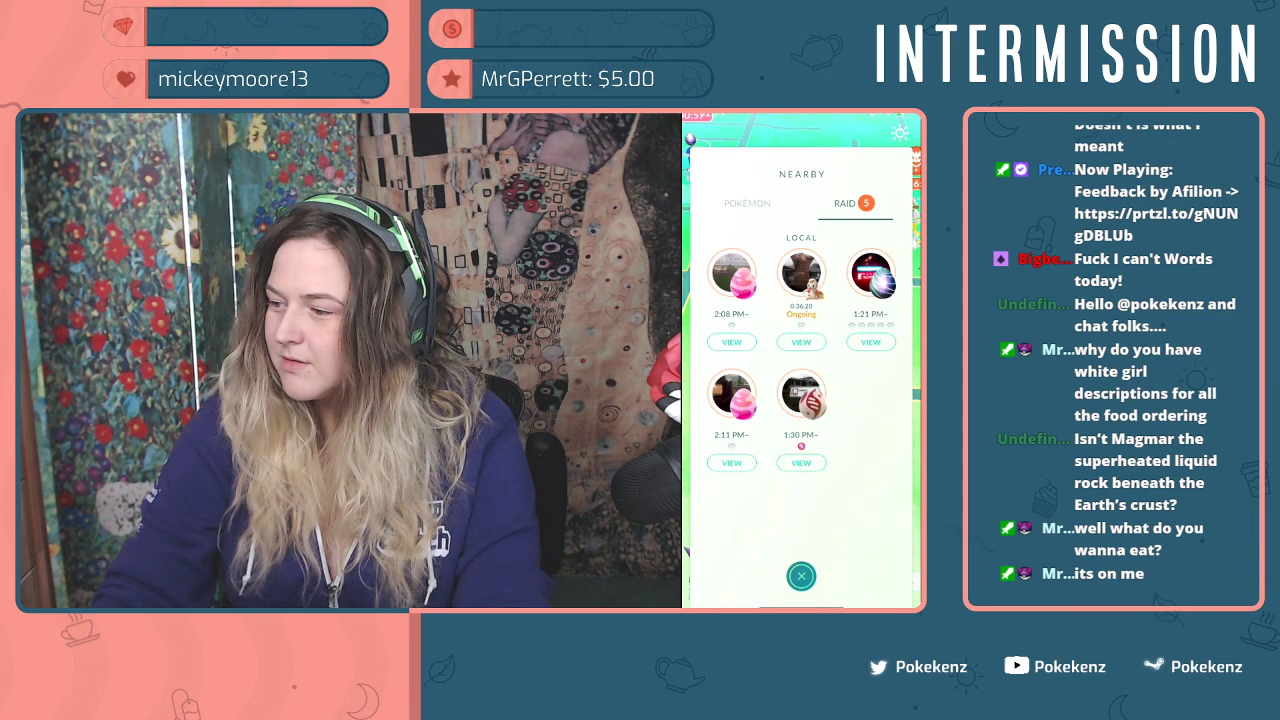 INTERMISSION
mickeymoore13
MrGPerrett: $5.00
NEARBY
POKÉMON
RAID 5
LOCAL
0:36:20
2:08 PM~
Ongoing
1:21 PM~
VIEW
VIEW
VIEW
2:11 PM~
1:30 PM~
VIEW
VIEW
Doesn't is what I
meant
Pre... Now Playing:
Feedback by Afilion ->
https://prtzl.to/gNUN
gDBLUb
Bigbe... Fuck I can't Words
today!
Undefin... Hello @pokekenz and
chat folks....
Mr... why do you have
white girl
descriptions for all
the food ordering
Undefin... Isn't Magmar the
superheated liquid
rock beneath the
Earth's crust?
Mr... well what do you
wanna eat?
Mr... its on me
Pokekenz
Pokekenz
Pokekenz